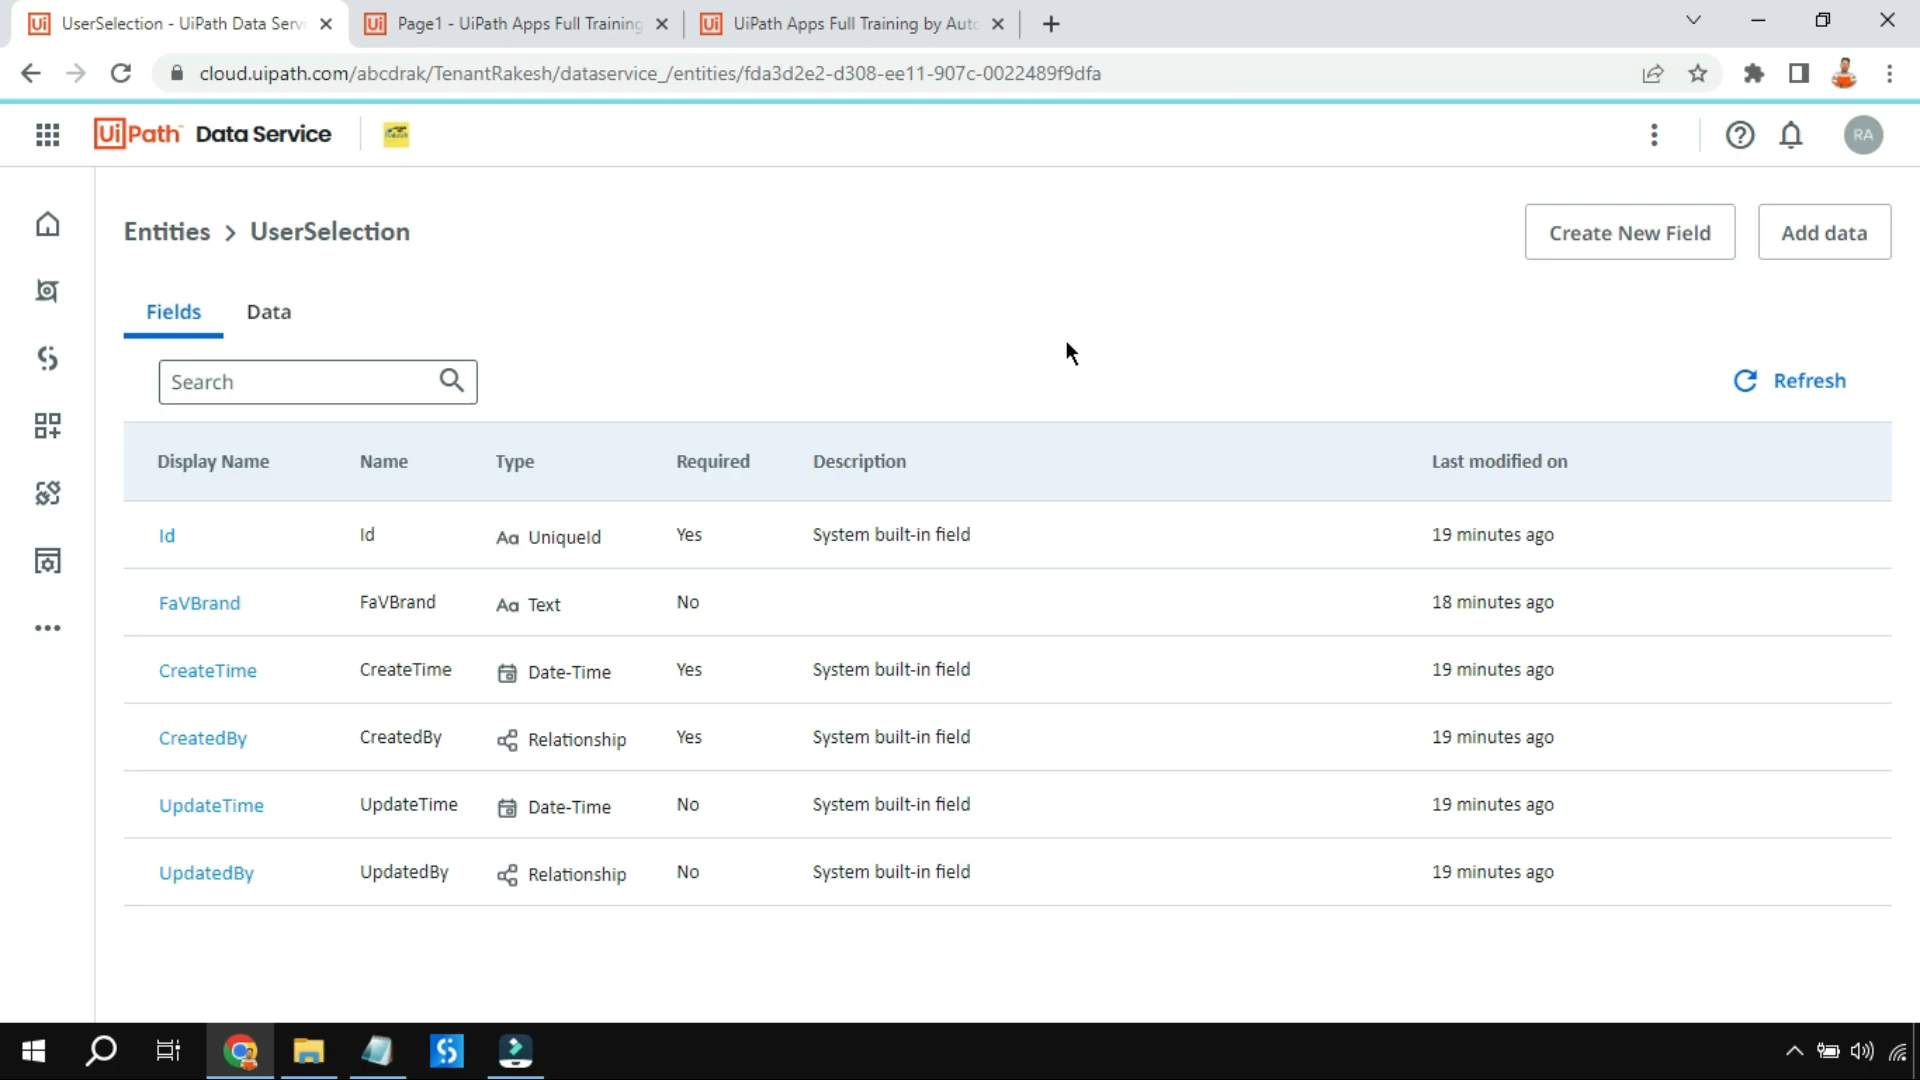 UserSelection - UiPath Data Serv
Page1 - UiPath Apps Full Training
UiPath Apps Full Training by Auto
cloud.uipath.com/abcdrak/TenantRakesh/dataservice_/entities/fda3d2e2-d308-ee11-907c-0022489f9dfa
UiPath Data Service
RA
Entities > UserSelection
Create New Field
Add data
Fields
Data
Search
Refresh
Display Name Name Type Required Description Last modified on
Id Id Aa UniqueId Yes System built-in field 19 minutes ago
FaVBrand FaVBrand Aa Text No 18 minutes ago
CreateTime CreateTime Date-Time Yes System built-in field 19 minutes ago
CreatedBy CreatedBy Relationship Yes System built-in field 19 minutes ago
UpdateTime UpdateTime Date-Time No System built-in field 19 minutes ago
UpdatedBy UpdatedBy Relationship No System built-in field 19 minutes ago